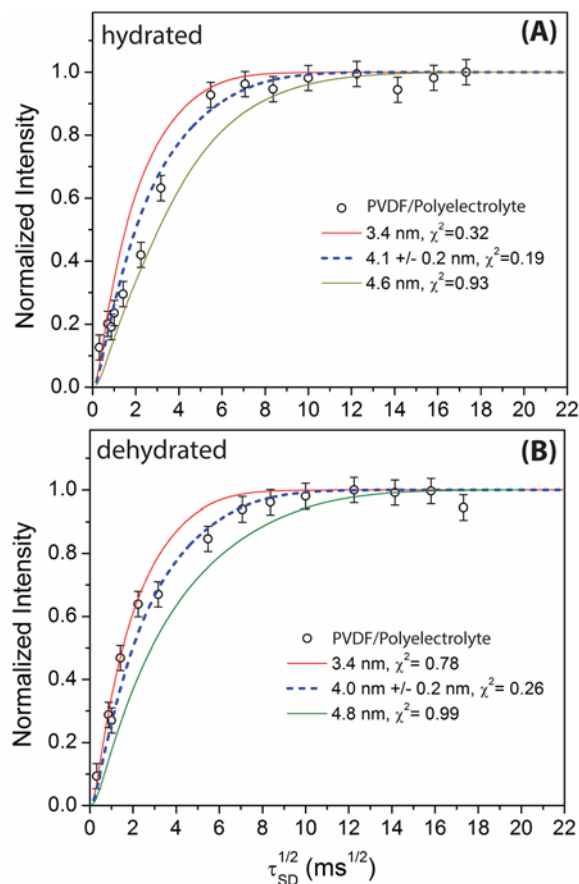 hydrated
(A)
1.0
0.8
0.6
0.4
0.2
0.0
Normalized Intensity
PVDF/Polyelectrolyte
3.4 nm, χ²=0.32
4.1 +/- 0.2 nm, χ²=0.19
4.6 nm, χ²=0.93
0 2 4 6 8 10 12 14 16 18 20 22
dehydrated
(B)
1.0
0.8
0.6
0.4
0.2
0.0
Normalized Intensity
PVDF/Polyelectrolyte
3.4 nm, χ²= 0.78
4.0 nm +/- 0.2 nm, χ²= 0.26
4.8 nm, χ²= 0.99
0 2 4 6 8 10 12 14 16 18 20 22
τ_SD^1/2 (ms^1/2)